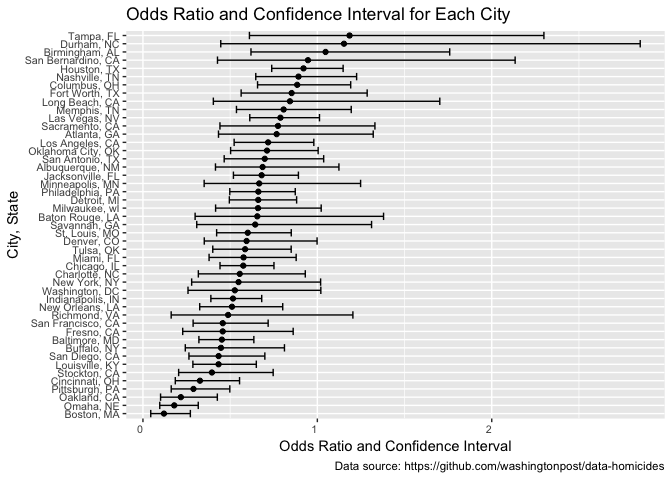 Odds Ratio and Confidence Interval for Each City
City, State
Tampa, FL
Durham, NC
Birmingham, AL
San Bernardino, CA
Houston, TX
Nashville, TN
Columbus, OH
Fort Worth, TX
Long Beach, CA
Memphis, TN
Las Vegas, NV
Sacramento, CA
Atlanta, GA
Los Angeles, CA
Oklahoma City, OK
San Antonio, TX
Albuquerque, NM
Jacksonville, FL
Minneapolis, MN
Philadelphia, PA
Detroit, MI
Milwaukee, wI
Baton Rouge, LA
Savannah, GA
St. Louis, MO
Denver, CO
Tulsa, OK
Miami, FL
Chicago, IL
Charlotte, NC
New York, NY
Washington, DC
Indianapolis, IN
New Orleans, LA
Richmond, VA
San Francisco, CA
Fresno, CA
Baltimore, MD
Buffalo, NY
San Diego, CA
Louisville, KY
Stockton, CA
Cincinnati, OH
Pittsburgh, PA
Oakland, CA
Omaha, NE
Boston, MA
0 1 2
Odds Ratio and Confidence Interval
Data source: https://github.com/washingtonpost/data-homicides